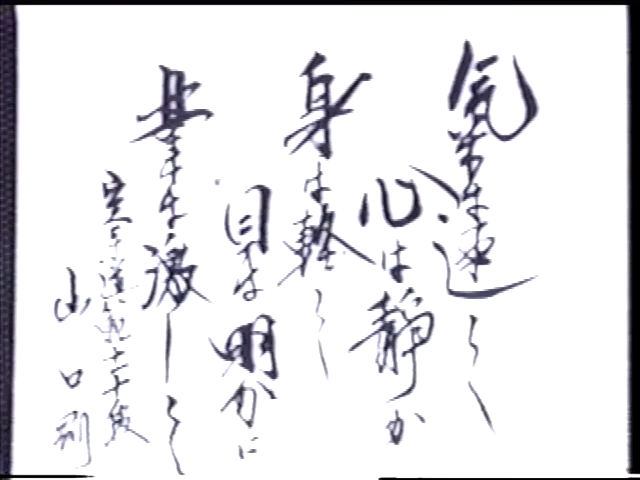 気は速く
心は静か
身は軽く
目は明かに
業は激しく
空手道範士十段
山口剛